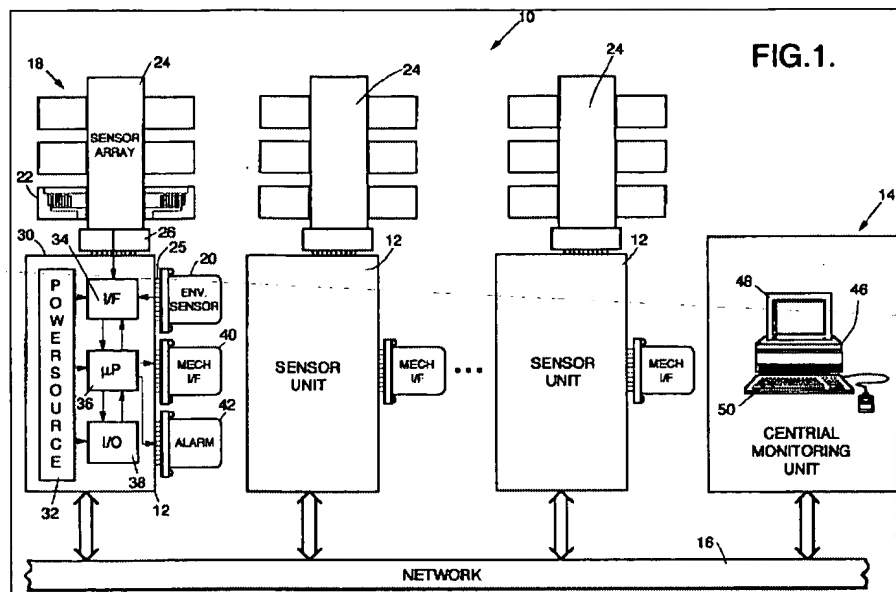 10
FIG.1.
18
24
24
24
SENSOR
ARRAY
22
26
14
30
34
25
20
12
12
POWERSOURCE
I/F
ENV.
SENSOR
48
46
40
µP
MECH
I/F
36
SENSOR
UNIT
MECH
I/F
...
SENSOR
UNIT
MECH
I/F
42
50
I/O
ALARM
CENTRIAL
MONITORING
UNIT
32
38
12
16
NETWORK